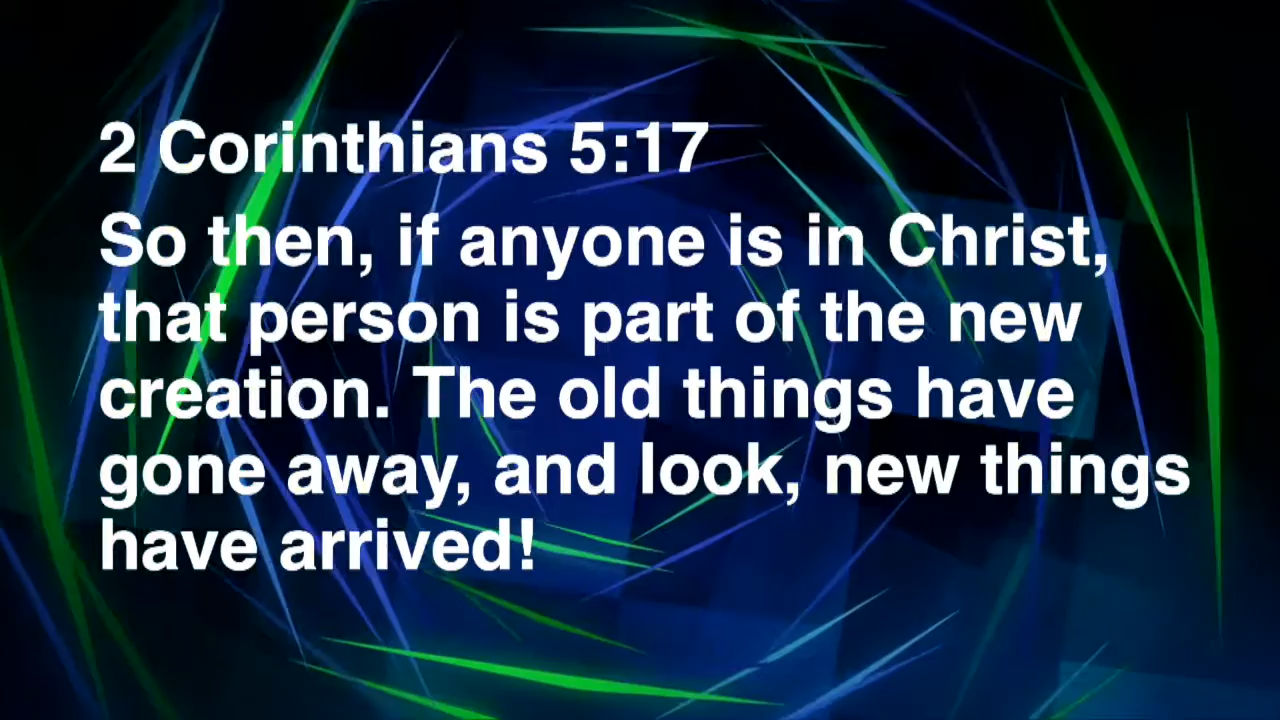 2 Corinthians 5:17
So then, if anyone is in Christ,
that person is part of the new
creation. The old things have
gone away, and look, new things
have arrived!